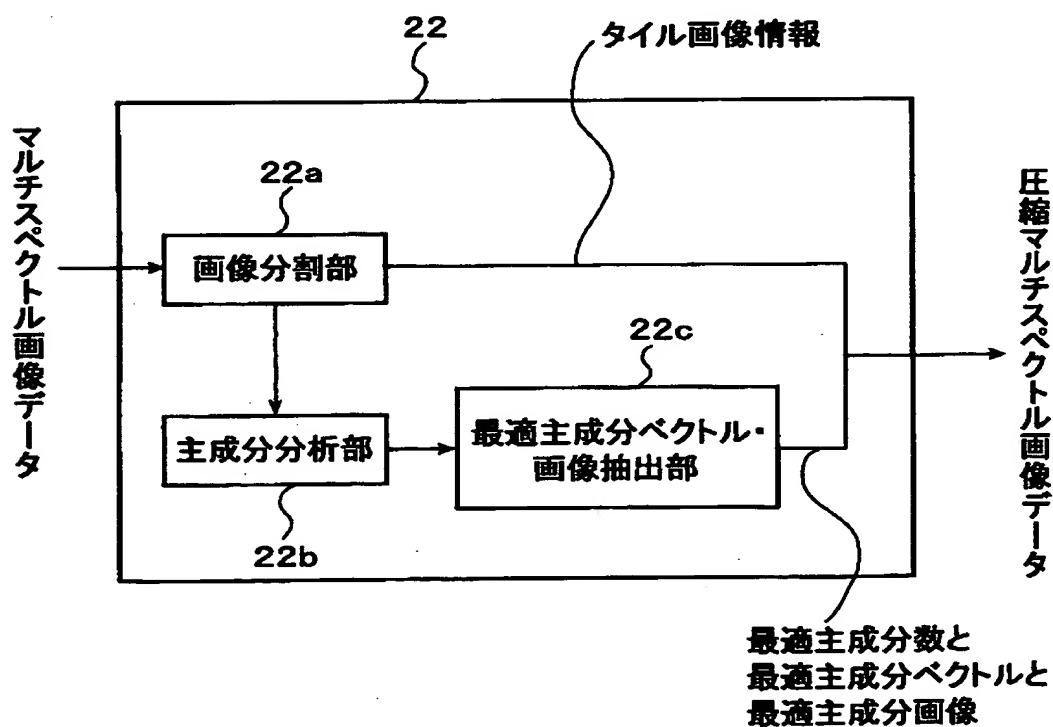 22
タイル画像情報
マルチスペクトル画像データ
22a
画像分割部
圧縮マルチスペクトル画像データ
22c
主成分分析部
最適主成分ベクトル・
画像抽出部
22b
最適主成分数と
最適主成分ベクトルと
最適主成分画像